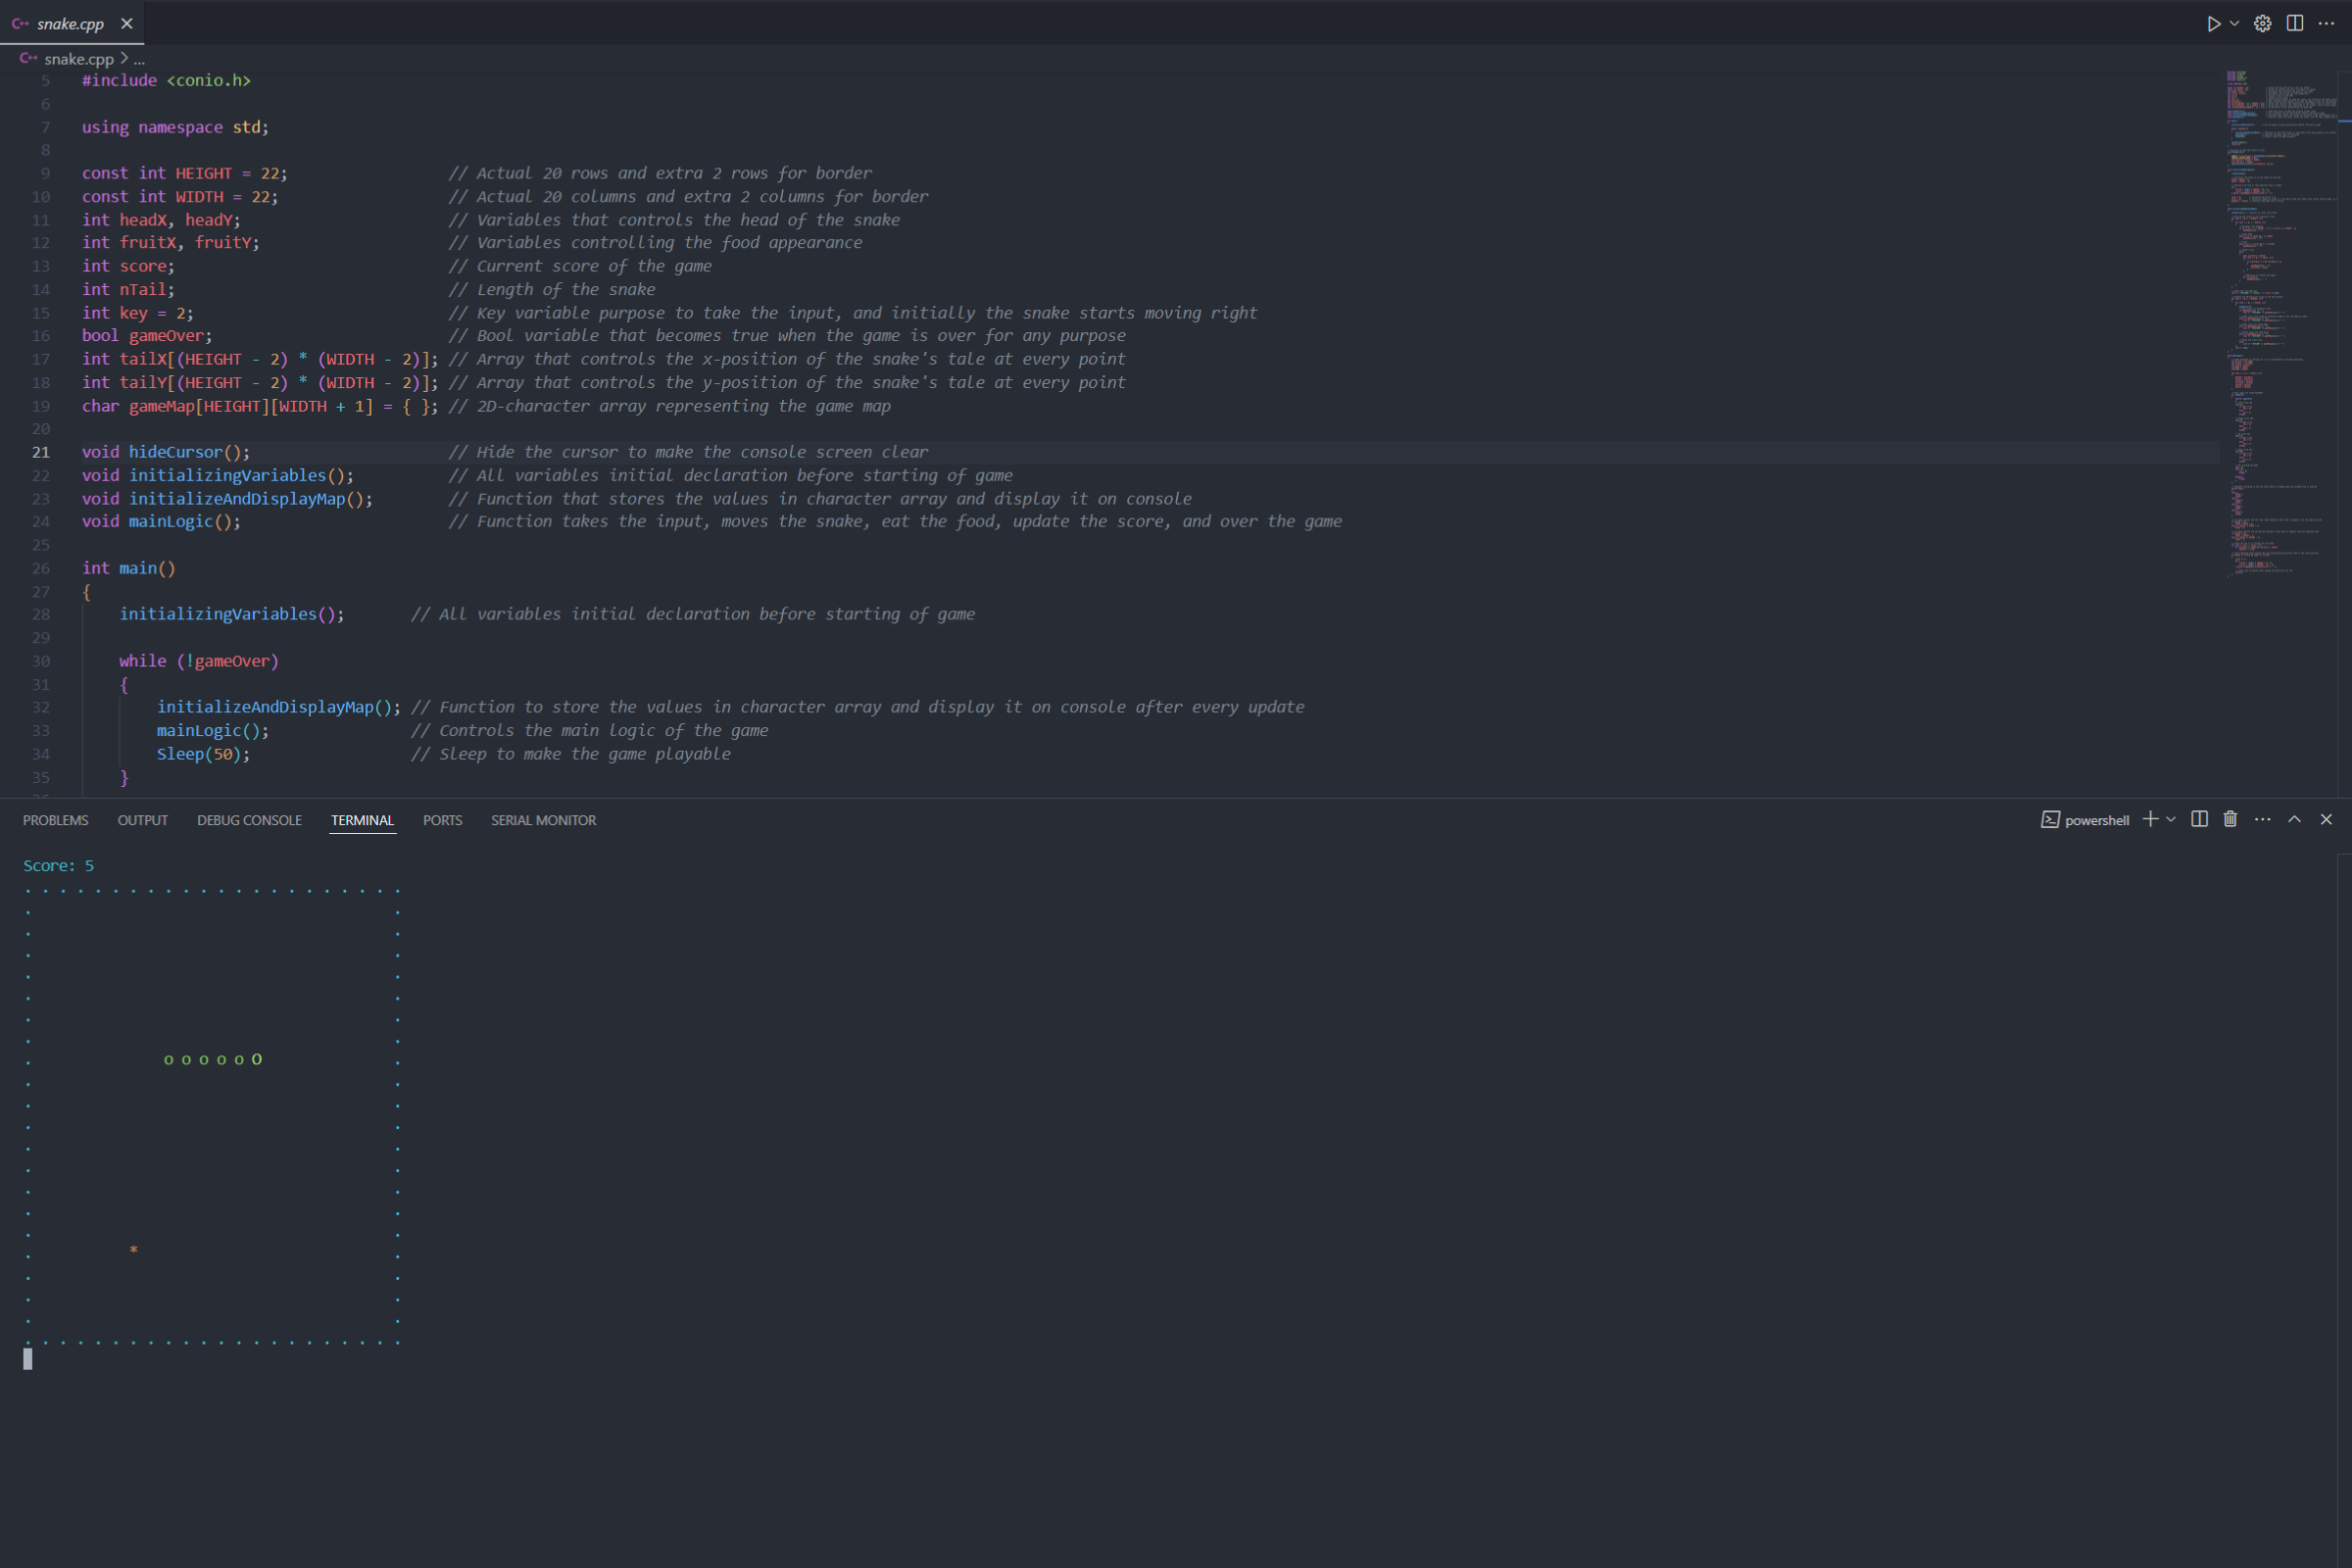 C++ snake.cpp
C++ snake.cpp > ...
5 #include <conio.h>
6
7 using namespace std;
8
9 const int HEIGHT = 22; // Actual 20 rows and extra 2 rows for border
10 const int WIDTH = 22; // Actual 20 columns and extra 2 columns for border
11 int headX, headY; // Variables that controls the head of the snake
12 int fruitX, fruitY; // Variables controlling the food appearance
13 int score; // Current score of the game
14 int nTail; // Length of the snake
15 int key = 2; // Key variable purpose to take the input, and initially the snake starts moving right
16 bool gameOver; // Bool variable that becomes true when the game is over for any purpose
17 int tailX[(HEIGHT - 2) * (WIDTH - 2)]; // Array that controls the x-position of the snake's tale at every point
18 int tailY[(HEIGHT - 2) * (WIDTH - 2)]; // Array that controls the y-position of the snake's tale at every point
19 char gameMap[HEIGHT][WIDTH + 1] = { }; // 2D-character array representing the game map
20
21 void hideCursor(); // Hide the cursor to make the console screen clear
22 void initializingVariables(); // All variables initial declaration before starting of game
23 void initializeAndDisplayMap(); // Function that stores the values in character array and display it on console
24 void mainLogic(); // Function takes the input, moves the snake, eat the food, update the score, and over the game
25
26 int main()
27 {
28 initializingVariables(); // All variables initial declaration before starting of game
29
30 while (!gameOver)
31 {
32 initializeAndDisplayMap(); // Function to store the values in character array and display it on console after every update
33 mainLogic(); // Controls the main logic of the game
34 Sleep(50); // Sleep to make the game playable
35 }
PROBLEMS OUTPUT DEBUG CONSOLE TERMINAL PORTS SERIAL MONITOR powershell
Score: 5
. . . . . . . . . . . . . . . . . . . . . .
o o o o o O
*
. . . . . . . . . . . . . . . . . . . . . .